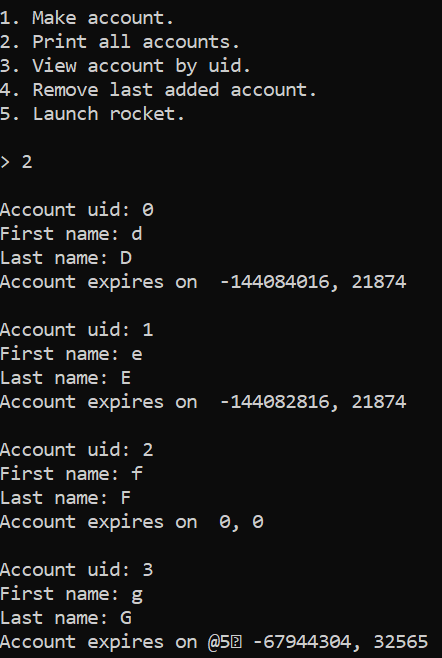 1. Make account.
2. Print all accounts.
3. View account by uid.
4. Remove last added account.
5. Launch rocket.
> 2
Account uid: 0
First name: d
Last name: D
Account expires on  -144084016, 21874
Account uid: 1
First name: e
Last name: E
Account expires on  -144082816, 21874
Account uid: 2
First name: f
Last name: F
Account expires on  0, 0
Account uid: 3
First name: g
Last name: G
Account expires on @5 -67944304, 32565